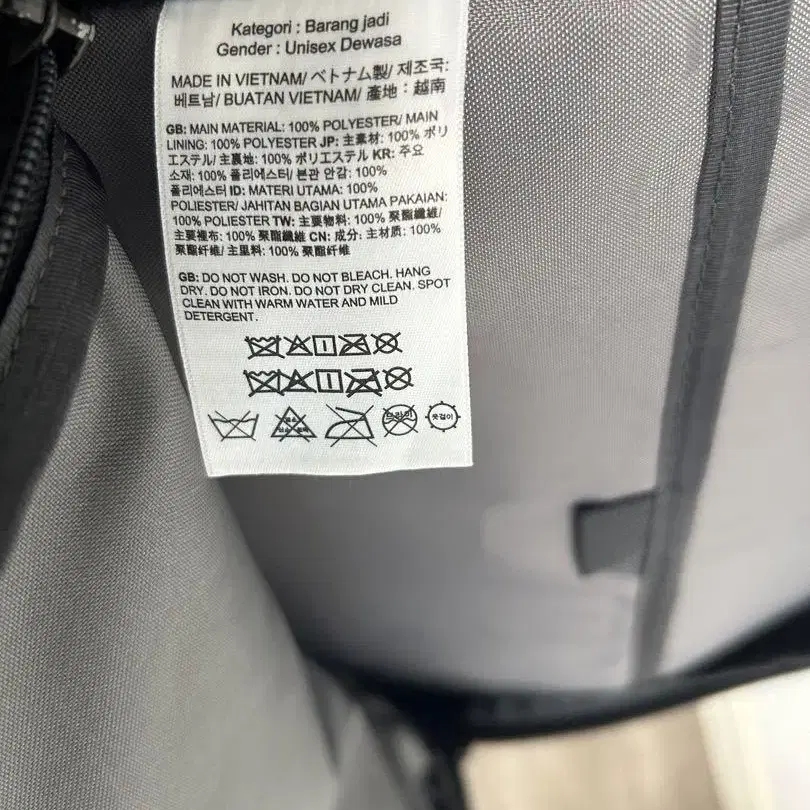 Kategori : Barang jadi
Gender : Unisex Dewasa
MADE IN VIETNAM/ ベトナム製/ 제조국:
베트남/ BUATAN VIETNAM/ 產地 : 越南
GB: MAIN MATERIAL: 100% POLYESTER/ MAIN
LINING: 100% POLYESTER JP: 主素材: 100% ポリ
エステル/ 主裏地: 100% ポリエステル KR: 주요
소재: 100% 폴리에스터/ 본판 안감: 100%
폴리에스터 ID: MATERI UTAMA: 100%
POLIESTER/ JAHITAN BAGIAN UTAMA PAKAIAN:
100% POLIESTER TW: 主要物料: 100% 聚酯纖維/
主要裡布: 100% 聚酯纖維 CN: 成分: 主材质: 100%
聚酯纤维/ 主里料: 100% 聚酯纤维
GB: DO NOT WASH. DO NOT BLEACH. HANG
DRY. DO NOT IRON. DO NOT DRY CLEAN. SPOT
CLEAN WITH WARM WATER AND MILD
DETERGENT.
드라이
옷걸이